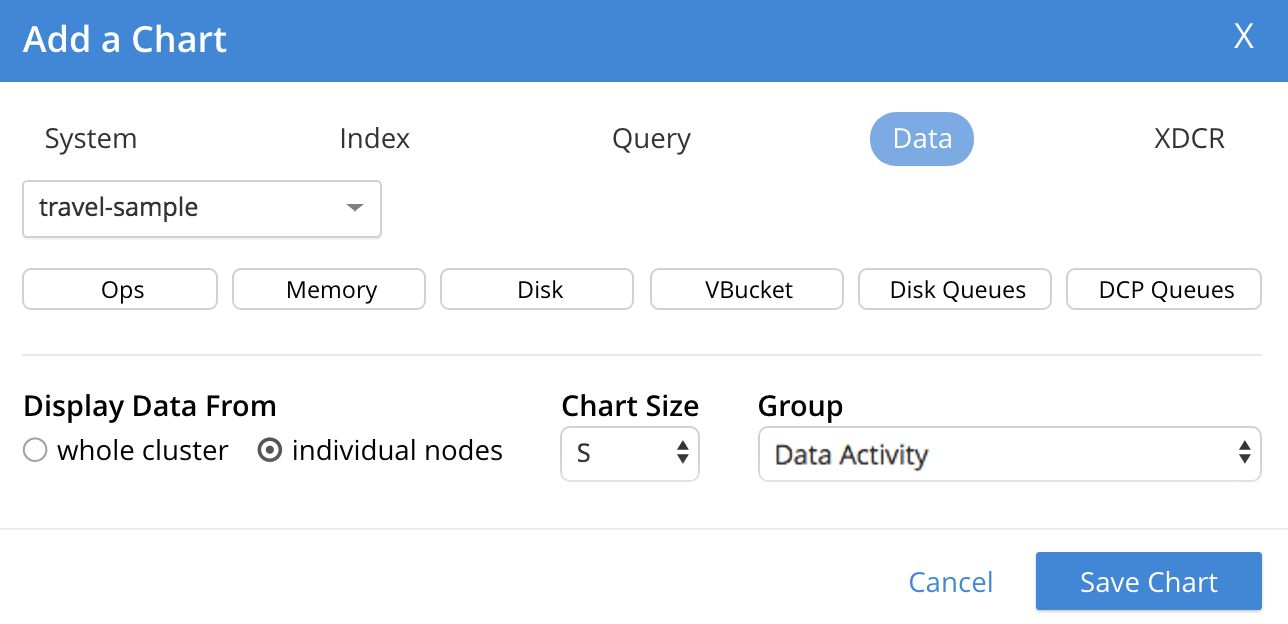 Add a Chart X
System Index Query Data XDCR
travel-sample
Ops Memory Disk VBucket Disk Queues DCP Queues
Display Data From Chart Size Group
whole cluster individual nodes S Data Activity
Cancel Save Chart